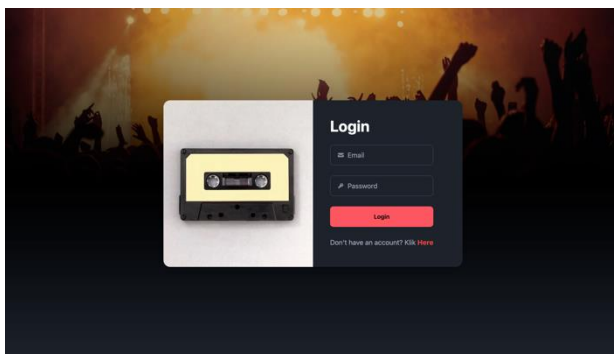 Login
Email
Password
Login
Don't have an account? Klik Here